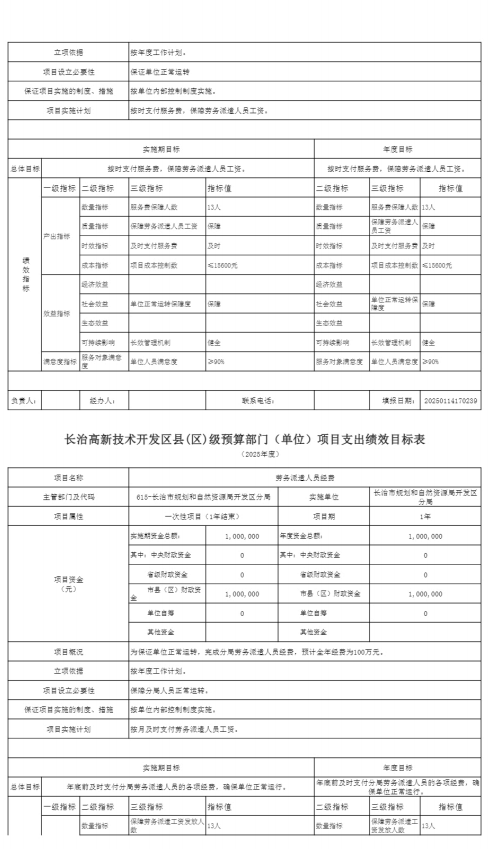 立项依据 按年度工作计划。
项目设立必要性 保证单位正常运转
保证项目实施的制度、措施 按单位内部控制制度实施。
项目实施计划 按时支付服务费，保障劳务派遣人员工资。
实施期目标 年度目标
总体目标 按时支付服务费，保障劳务派遣人员工资。 按时支付服务费，保障劳务派遣人员工资。
绩效指标 一级指标 二级指标 三级指标 指标值 二级指标 三级指标 指标值
产出指标 数量指标 服务费保障人数 13人 数量指标 服务费保障人数 13人
质量指标 保障劳务派遣人员工资 保障 质量指标 保障劳务派遣人员工资 保障
时效指标 及时支付服务费 及时 时效指标 及时支付服务费 及时
成本指标 项目成本控制数 ≤15600元 成本指标 项目成本控制数 ≤15600元
效益指标 经济效益 经济效益
社会效益 单位正常运转保障度 保障 社会效益 单位正常运转保障度 保障
生态效益 生态效益
可持续影响 长效管理机制 健全 可持续影响 长效管理机制 健全
满意度指标 服务对象满意度 单位人员满意度 ≥90% 服务对象满意度 单位人员满意度 ≥90%
负责人： 经办人： 联系电话： 填报日期： 20250114170239
长治高新技术开发区县(区)级预算部门（单位）项目支出绩效目标表
（2025年度）
项目名称 劳务派遣人员经费
主管部门及代码 615-长治市规划和自然资源局开发区分局 实施单位 长治市规划和自然资源局开发区分局
项目属性 一次性项目（1年结束） 项目期 1年
项目资金（元） 实施期资金总额： 1,000,000 年度资金总额： 1,000,000
其中：中央财政资金 0 其中：中央财政资金 0
省级财政资金 0 省级财政资金 0
市县（区）财政资金 1,000,000 市县（区）财政资金 1,000,000
单位自筹 0 单位自筹 0
其他资金 其他资金
项目概况 为保证单位正常运转，完成分局劳务派遣人员经费，预计全年经费为100万元。
立项依据 按年度工作计划。
项目设立必要性 保障分局人员正常运转。
保证项目实施的制度、措施 按单位内部控制制度实施。
项目实施计划 按月及时支付劳务派遣人员工资。
实施期目标 年度目标
总体目标 年底前及时支付分局劳务派遣人员的各项经费，确保单位正常运行。 年底前及时支付分局劳务派遣人员的各项经费，确保单位正常运行。
一级指标 二级指标 三级指标 指标值 二级指标 三级指标 指标值
数量指标 保障劳务派遣工资发放人数 13人 数量指标 保障劳务派遣工资发放人数 13人